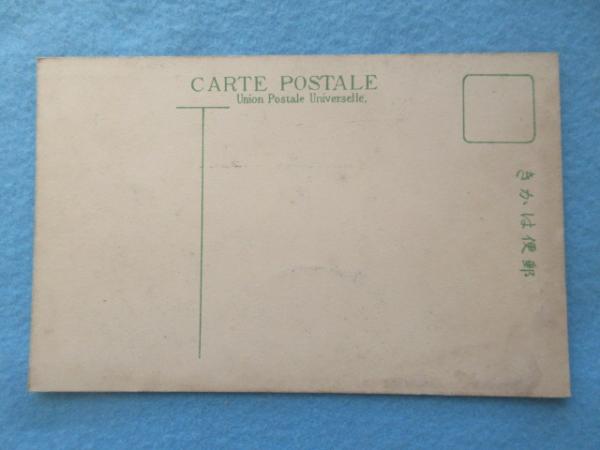 CARTE POSTALE
Union Postale Universelle.
きかは便郵